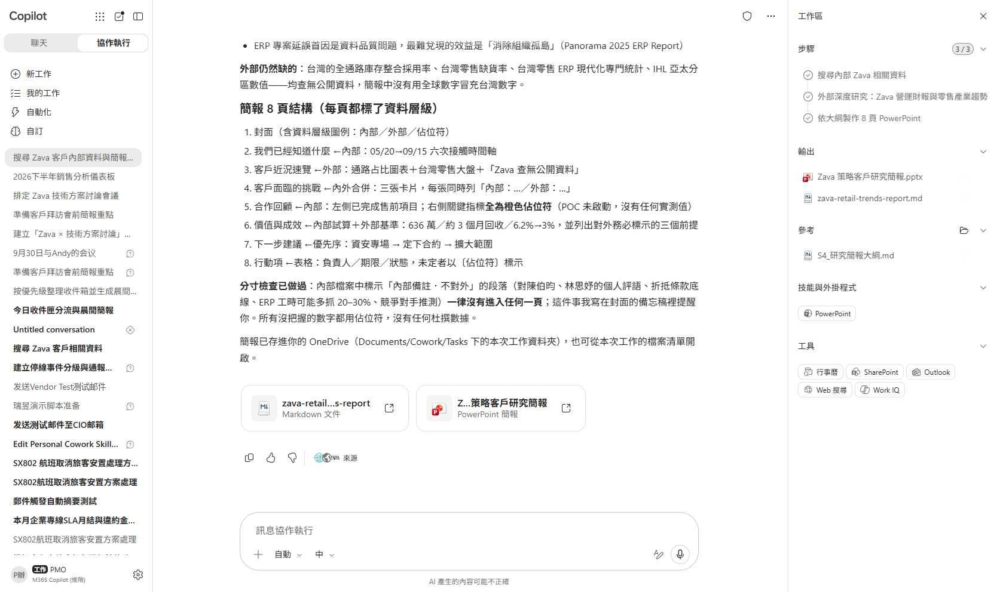 Copilot
聊天
協作執行
新工作
我的工作
自動化
自訂
搜尋 Zava 客戶內部資料與簡報...
2026下半年銷售分析儀表板
排定 Zava 技術方案討論會議
準備客戶拜訪會前簡報重點
建立「Zava × 技術方案討論」...
9月30日与Andy的会议
準備客戶拜訪會前簡報重點
按優先級整理收件箱並生成晨間...
今日收件匣分流與晨間簡報
Untitled conversation
搜尋 Zava 客戶相關資料
建立停線事件分級與通報...
发送Vendor Test测试邮件
瑞昱演示脚本准备
发送测试邮件至CIO邮箱
Edit Personal Cowork Skill...
SX802 航班取消旅客安置處理方...
SX802航班取消旅客安置方案處理
郵件觸發自動摘要測試
本月企業專線SLA月結與違約金...
SX802航班取消旅客安置方案處理
P辦
工作 PMO
M365 Copilot (進階)
• ERP 專案延誤首因是資料品質問題，最難兌現的效益是「消除組織孤島」（Panorama 2025 ERP Report）
外部仍然缺的：台灣的全通路庫存整合採用率、台灣零售缺貨率、台灣零售 ERP 現代化專門統計、IHL 亞太分
區數值——均查無公開資料，簡報中沒有用全球數字冒充台灣數字。
簡報 8 頁結構（每頁都標了資料層級）
1. 封面（含資料層級圖例：內部／外部／佔位符）
2. 我們已經知道什麼 ←內部：05/20→09/15 六次接觸時間軸
3. 客戶近況速覽 ←外部：通路占比圖表＋台灣零售大盤＋「Zava 查無公開資料」
4. 客戶面臨的挑戰 ←內外合併：三張卡片，每張同時列「內部：...／外部：...」
5. 合作回顧 ←內部：左側已完成售前項目；右側關鍵指標全為橙色佔位符（POC 未啟動，沒有任何實測值）
6. 價值與成效 ←內部試算＋外部基準：636 萬／約 3 個月回收／6.2%→3%，並列出對外務必標示的三個前提
7. 下一步建議 ←優先序：資安專場 → 定下合約 → 擴大範圍
8. 行動項 ←表格：負責人／期限／狀態，未定者以〔佔位符〕標示
分寸檢查已做過：內部檔案中標示「內部備註．不對外」的段落（對陳伯昀、林思妤的個人評語、折抵條款底
線、ERP 工時可能多抓 20–30%、競爭對手推測）一律沒有進入任何一頁；這件事我寫在封面的備忘稿裡提醒
你。所有沒把握的數字都用佔位符，沒有任何杜撰數據。
簡報已存進你的 OneDrive（Documents/Cowork/Tasks 下的本次工作資料夾），也可從本次工作的檔案清單開
啟。
zava-retail...s-report
Markdown 文件
Z...策略客戶研究簡報
PowerPoint 簡報
ZARA
來源
訊息協作執行
自動
中
AI 產生的內容可能不正確
工作區
步驟
3 / 3
搜尋內部 Zava 相關資料
外部深度研究：Zava 營運財報與零售產業趨勢
依大綱製作 8 頁 PowerPoint
輸出
Zava 策略客戶研究簡報.pptx
zava-retail-trends-report.md
參考
S4_研究簡報大綱.md
技能與外掛程式
PowerPoint
工具
行事曆
SharePoint
Outlook
Web 搜尋
Work IQ